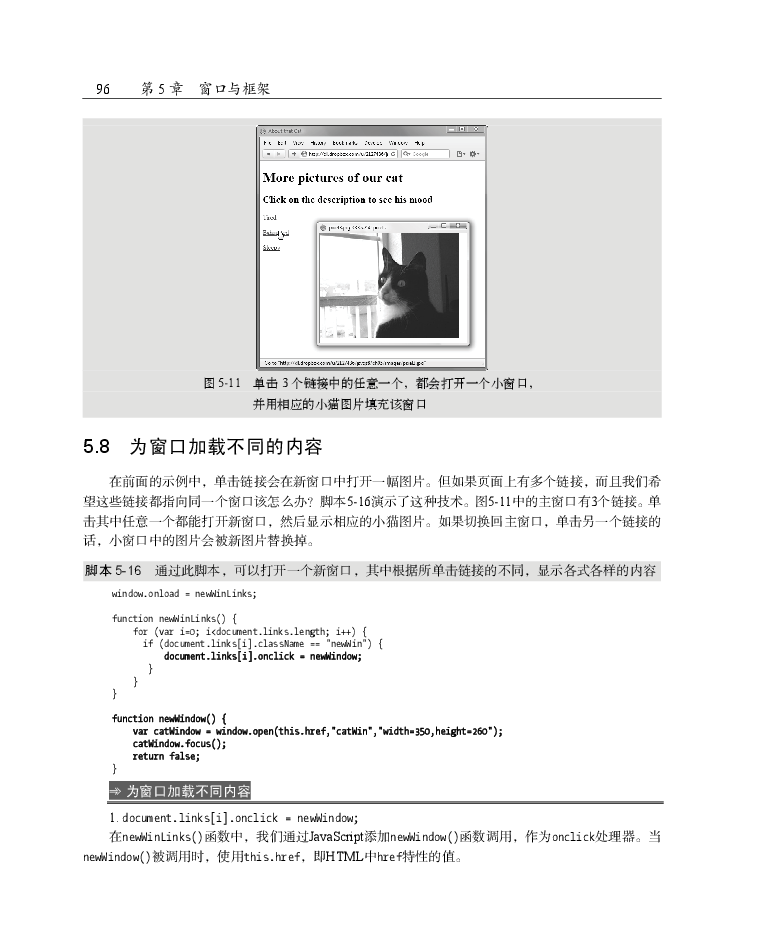 96 第 5 章 窗口与框架
About that Cat
File Edit View History Bookmarks Develop Window Help
Google
More pictures of our cat
Click on the description to see his mood
Tired
Sleepy
图 5-11 单击 3 个链接中的任意一个，都会打开一个小窗口，
并用相应的小猫图片填充该窗口
5.8 为窗口加载不同的内容
在前面的示例中，单击链接会在新窗口中打开一幅图片。但如果页面上有多个链接，而且我们希
望这些链接都指向同一个窗口该怎么办？脚本5-16演示了这种技术。图5-11中的主窗口有3个链接。单
击其中任意一个都能打开新窗口，然后显示相应的小猫图片。如果切换回主窗口，单击另一个链接的
话，小窗口中的图片会被新图片替换掉。
脚本 5-16 通过此脚本，可以打开一个新窗口，其中根据所单击链接的不同，显示各式各样的内容
window.onload = newWinLinks;
function newWinLinks() {
for (var i=0; i<document.links.length; i++) {
if (document.links[i].className == "newWin") {
document.links[i].onclick = newWindow;
}
}
}
function newWindow() {
var catWindow = window.open(this.href,"catWin","width=350,height=260");
catWindow.focus();
return false;
}
➾ 为窗口加载不同内容
1. document.links[i].onclick = newWindow;
在newWinLinks()函数中，我们通过JavaScript添加newWindow()函数调用，作为onclick处理器。当
newWindow()被调用时，使用this.href，即HTML中href特性的值。